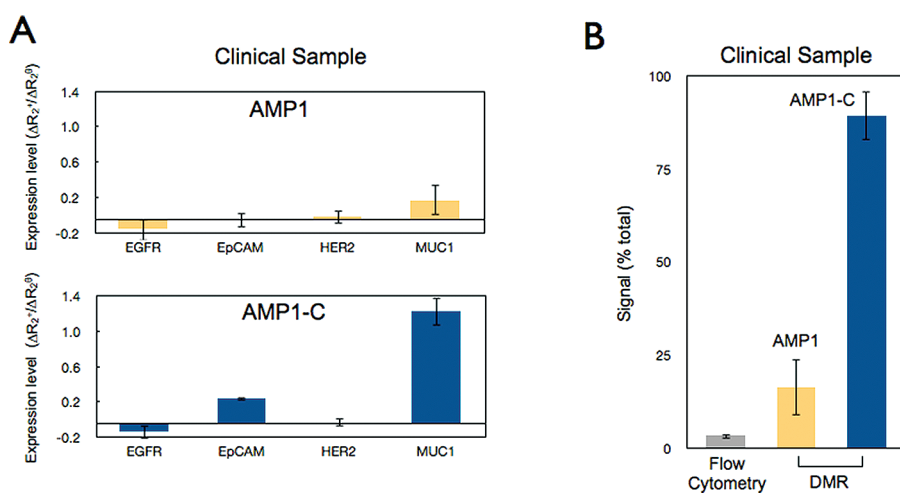 A
Clinical Sample
AMP1
Expression level (ΔR₂⁺/ΔR₂⁰)
1.4
1.0
0.6
0.2
-0.2
EGFR EpCAM HER2 MUC1
AMP1-C
Expression level (ΔR₂⁺/ΔR₂⁰)
1.4
1.0
0.6
0.2
-0.2
EGFR EpCAM HER2 MUC1
B
Clinical Sample
Signal (% total)
100
75
50
25
0
AMP1-C
AMP1
Flow
Cytometry
DMR